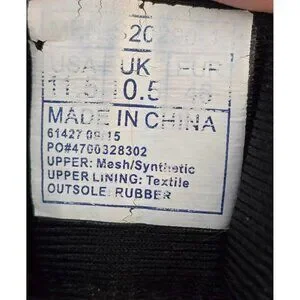 USA UK EUR
11.5 10.5
MADE IN CHINA
61427 09/15
PO#4700328302
UPPER: Mesh/Synthetic
UPPER LINING: Textile
OUTSOLE: RUBBER